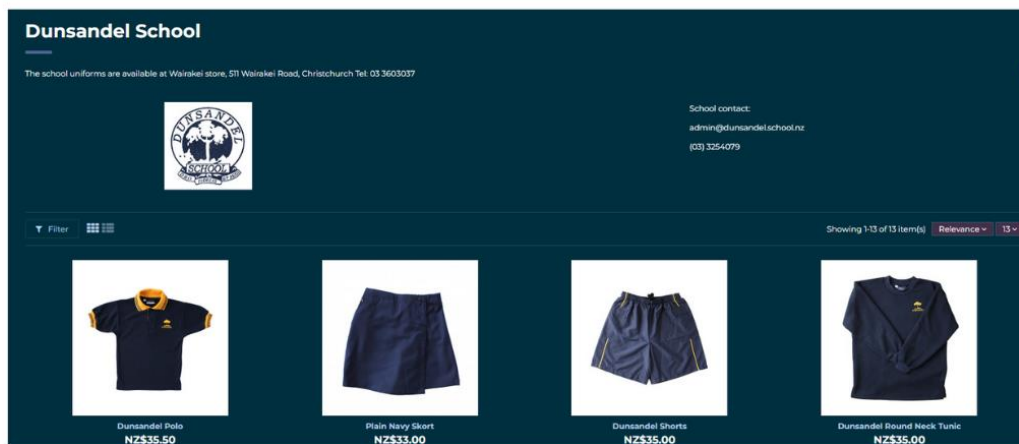 Dunsandel School
The school uniforms are available at Wairakei store, 511 Wairakei Road, Christchurch Tel: 03 3603037
DUNSANDEL
SCHOOL
School contact:
admin@dunsandel.school.nz
(03) 3254079
Filter
Showing 1-13 of 13 item(s) Relevance 13
Dunsandel Polo
NZ$35.50
Plain Navy Skort
NZ$33.00
Dunsandel Shorts
NZ$35.00
Dunsandel Round Neck Tunic
NZ$35.00